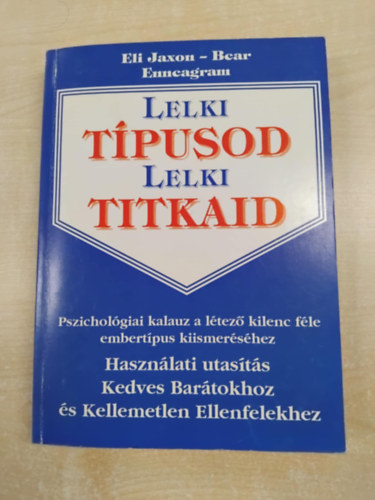 Eli Jaxon – Bear
Enneagram
LELKI
TÍPUSOD
LELKI
TITKAID
Pszichológiai kalauz a létező kilenc féle
embertípus kiismeréséhez
Használati utasítás
Kedves Barátokhoz
és Kellemetlen Ellenfelekhez